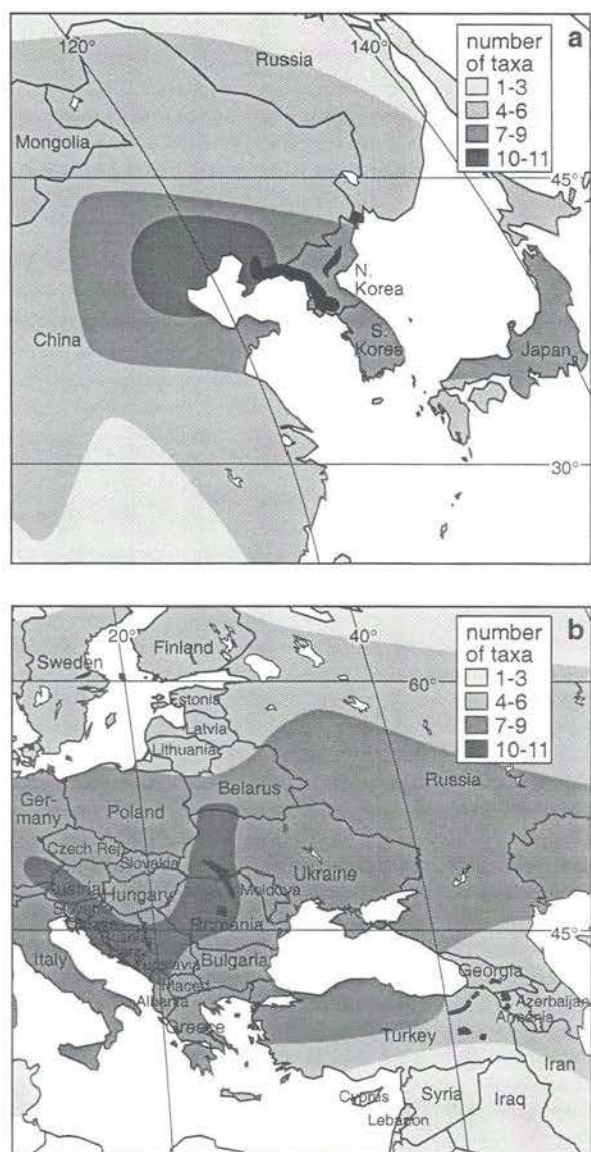 120°
140°
Russia
number
of taxa
a
1-3
4-6
7-9
10-11
Mongolia
45°
N.
Korea
S.
Korea
China
Japan
30°
20°
40°
number
of taxa
b
1-3
4-6
7-9
10-11
Sweden
Finland
60°
Estonia
Latvia
Lithuania
Russia
Belarus
Ger-
many
Poland
Czech Rep.
Slovakia
Ukraine
Austria
Hungary
Moldova
Slovenia
Romania
45°
Italy
Bulgaria
Georgia
Albania
Azerbaijan
Armenia
Greece
Turkey
Iran
Cyprus
Syria
Iraq
Lebanon